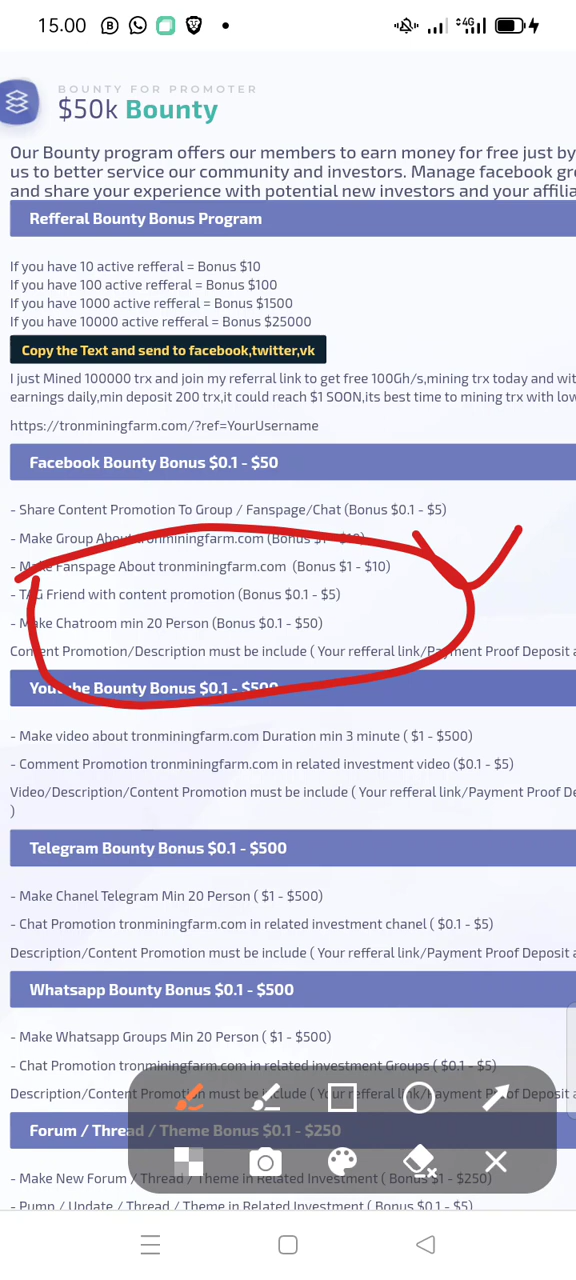 15.00
4G
BOUNTY FOR PROMOTER
$50k Bounty
Our Bounty program offers our members to earn money for free just by
us to better service our community and investors. Manage facebook gr
and share your experience with potential new investors and your affilia
Refferal Bounty Bonus Program
If you have 10 active refferal = Bonus $10
If you have 100 active refferal = Bonus $100
If you have 1000 active refferal = Bonus $1500
If you have 10000 active refferal = Bonus $25000
Copy the Text and send to facebook,twitter,vk
I just Mined 100000 trx and join my referral link to get free 100Gh/s,mining trx today and wit
earnings daily,min deposit 200 trx,it could reach $1 SOON,its best time to mining trx with low
https://tronminingfarm.com/?ref=YourUsername
Facebook Bounty Bonus $0.1 - $50
- Share Content Promotion To Group / Fanspage/Chat (Bonus $0.1 - $5)
- Make Group About tronminingfarm.com (Bonus $1 - $10)
- Make Fanspage About tronminingfarm.com (Bonus $1 - $10)
- TAG Friend with content promotion (Bonus $0.1 - $5)
- Make Chatroom min 20 Person (Bonus $0.1 - $50)
Content Promotion/Description must be include ( Your refferal link/Payment Proof Deposit a
Youtube Bounty Bonus $0.1 - $500
- Make video about tronminingfarm.com Duration min 3 minute ( $1 - $500)
- Comment Promotion tronminingfarm.com in related investment video ($0.1 - $5)
Video/Description/Content Promotion must be include ( Your refferal link/Payment Proof De
)
Telegram Bounty Bonus $0.1 - $500
- Make Chanel Telegram Min 20 Person ( $1 - $500)
- Chat Promotion tronminingfarm.com in related investment chanel ( $0.1 - $5)
Description/Content Promotion must be include ( Your refferal link/Payment Proof Deposit a
Whatsapp Bounty Bonus $0.1 - $500
- Make Whatsapp Groups Min 20 Person ( $1 - $500)
- Chat Promotion tronminingfarm.com in related investment Groups ( $0.1 - $5)
Description/Content Promotion must be include ( Your refferal link/Payment Proof Deposit a
Forum / Thread / Theme Bonus $0.1 - $250
- Make New Forum / Thread / Theme in Related Investment ( Bonus $1 - $250)
- Pump / Update / Thread / Theme in Related Investment ( Bonus $0.1 - $5)